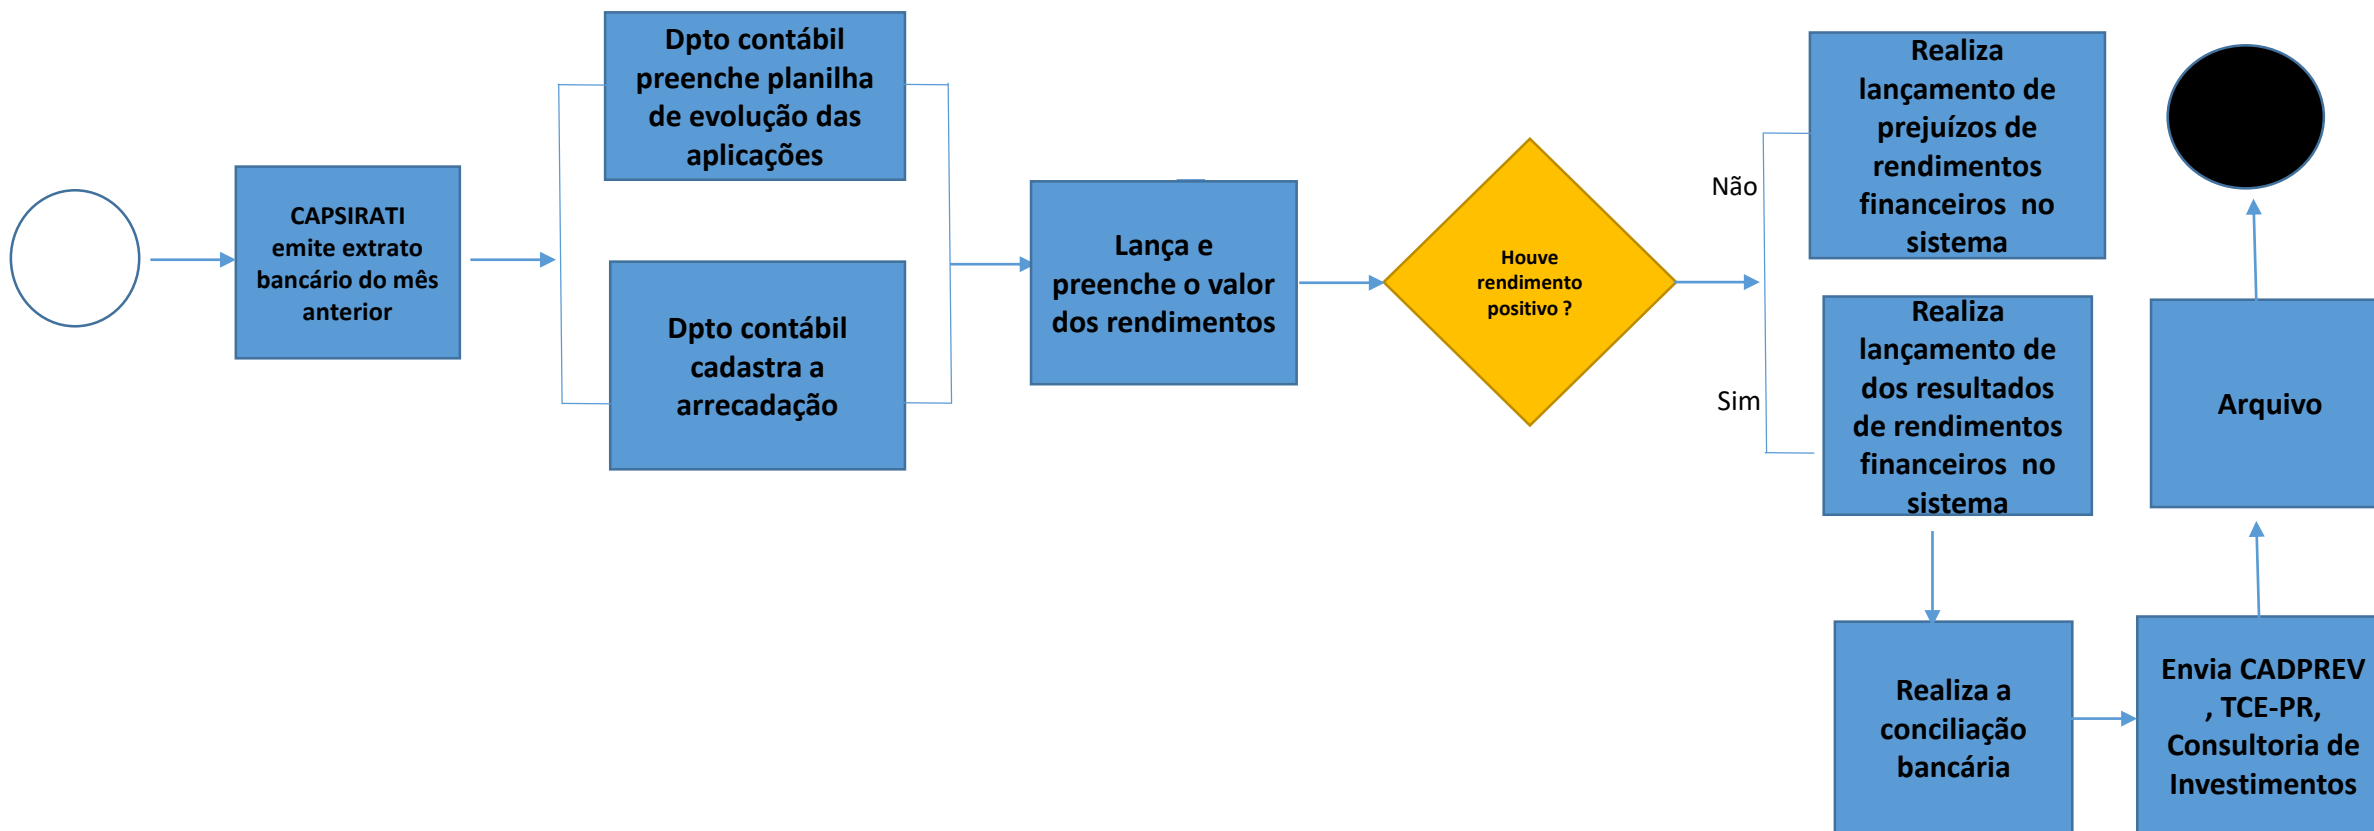 CAPSIRATI
emite extrato
bancário do mês
anterior
Dpto contábil
preenche planilha
de evolução das
aplicações
Dpto contábil
cadastra a
arrecadação
Lança e
preenche o valor
dos rendimentos
Houve
rendimento
positivo ?
Não
Realiza
lançamento de
prejuízos de
rendimentos
financeiros no
sistema
Sim
Realiza
lançamento de
dos resultados
de rendimentos
financeiros no
sistema
Realiza a
conciliação
bancária
Envia CADPREV
, TCE-PR,
Consultoria de
Investimentos
Arquivo